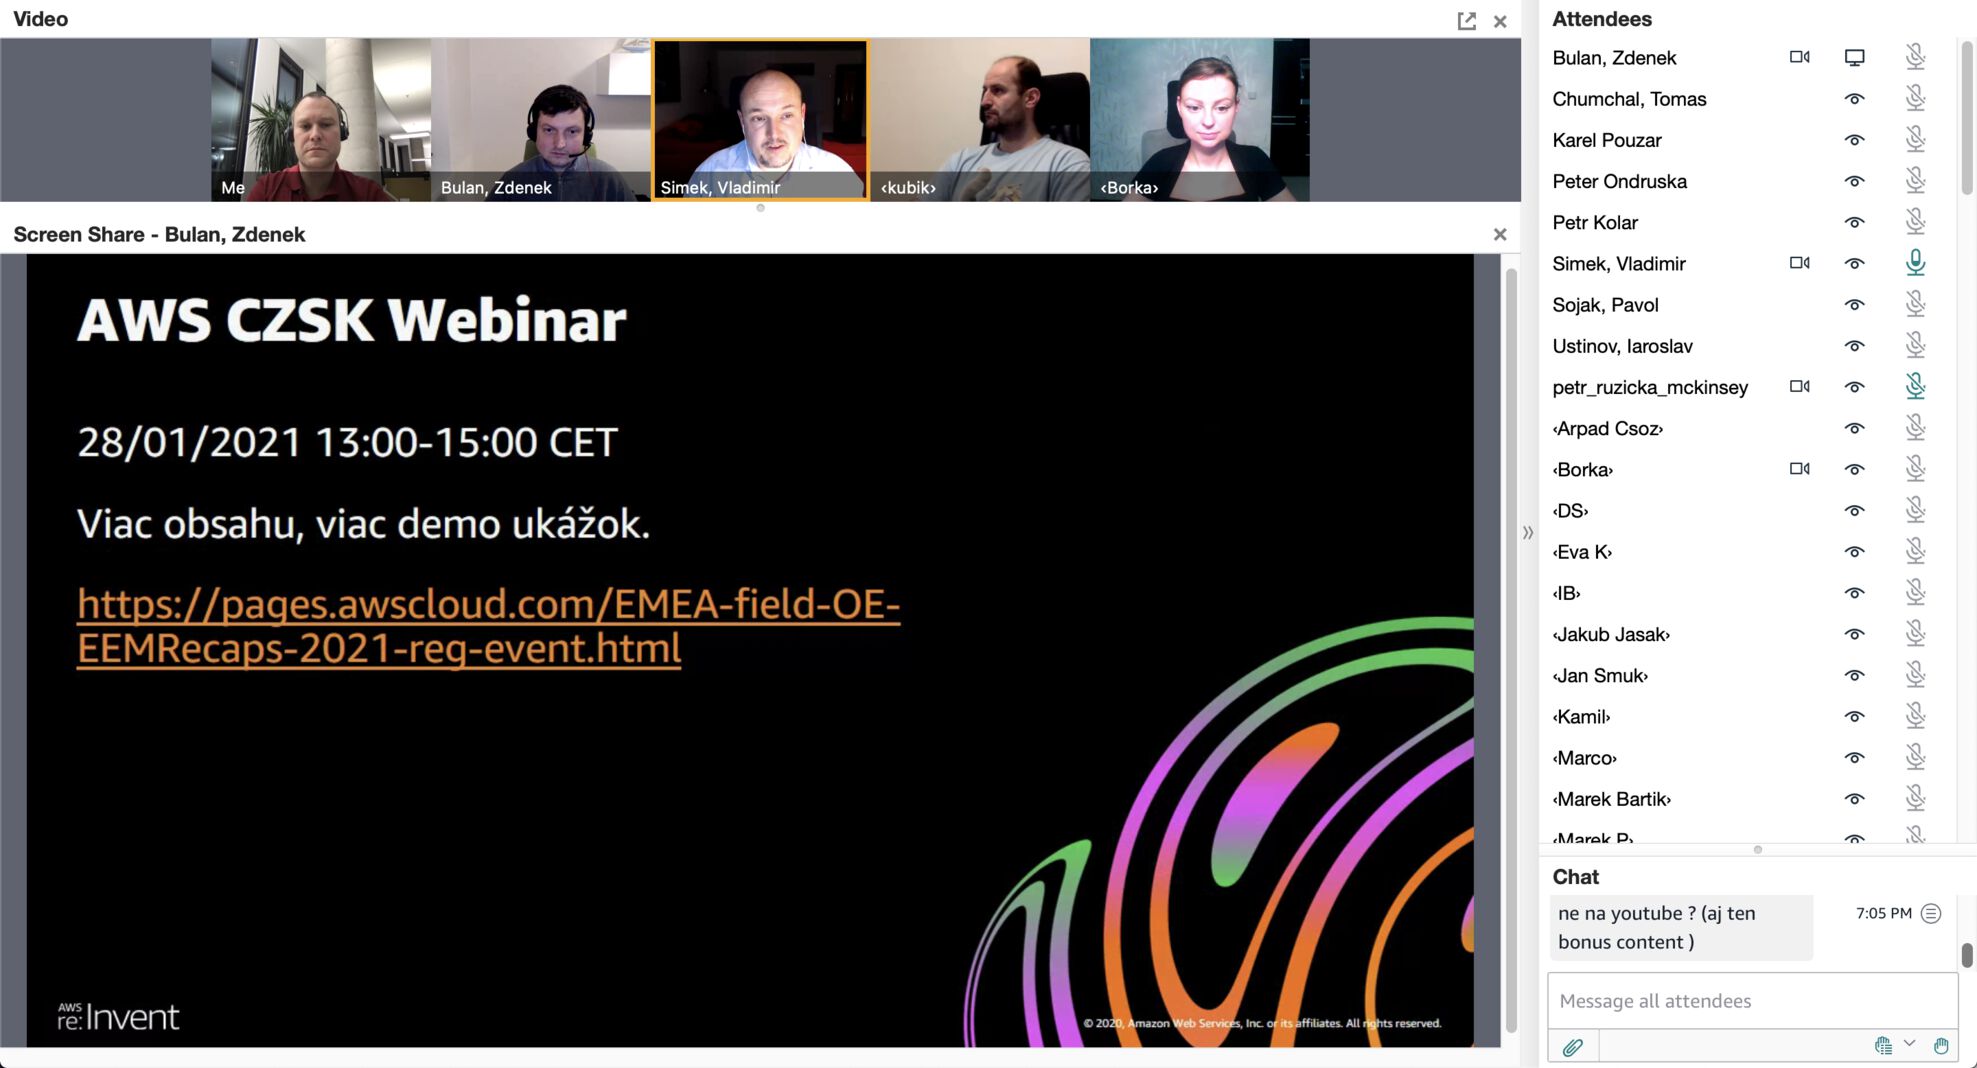 Video
Me
Bulan, Zdenek
Simek, Vladimir
‹kubik›
‹Borka›
Screen Share - Bulan, Zdenek
AWS CZSK Webinar
28/01/2021 13:00-15:00 CET
Viac obsahu, viac demo ukážok.
https://pages.awscloud.com/EMEA-field-OE-
EEMRecaps-2021-reg-event.html
AWS
re:Invent
© 2020, Amazon Web Services, Inc. or its affiliates. All rights reserved.
Attendees
Bulan, Zdenek
Chumchal, Tomas
Karel Pouzar
Peter Ondruska
Petr Kolar
Simek, Vladimir
Sojak, Pavol
Ustinov, Iaroslav
petr_ruzicka_mckinsey
‹Arpad Csoz›
‹Borka›
‹DS›
‹Eva K›
‹IB›
‹Jakub Jasak›
‹Jan Smuk›
‹Kamil›
‹Marco›
‹Marek Bartik›
‹Marek P›
Chat
ne na youtube ? (aj ten
bonus content )
7:05 PM
Message all attendees